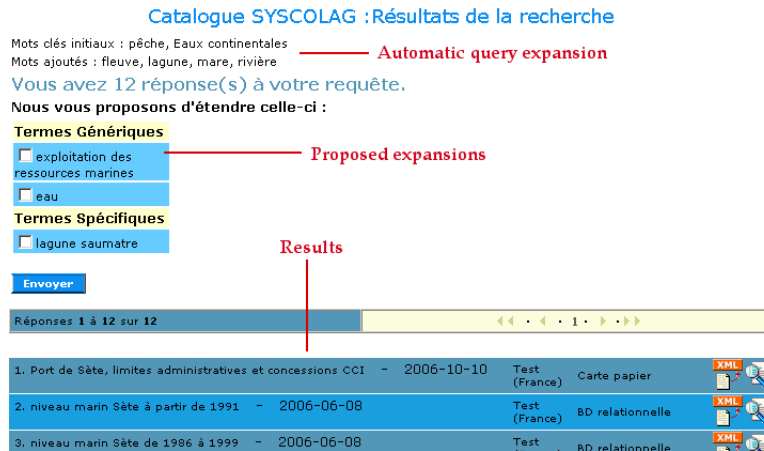 Catalogue SYSCOLAG :Résultats de la recherche
Mots clés initiaux : pêche, Eaux continentales
Automatic query expansion
Mots ajoutés : fleuve, lagune, mare, rivière
Vous avez 12 réponse(s) à votre requête.
Nous vous proposons d'étendre celle-ci :
Termes Génériques
exploitation des
ressources marines
Proposed expansions
eau
Termes Spécifiques
lagune saumatre
Results
Envoyer
Réponses 1 à 12 sur 12
· · 1 · ·
1. Port de Sète, limites administratives et concessions CCI - 2006-10-10 Test (France) Carte papier XML
2. niveau marin Sète à partir de 1991 - 2006-06-08 Test (France) BD relationnelle XML
3. niveau marin Sète de 1986 à 1999 - 2006-06-08 Test BD relationnelle XML